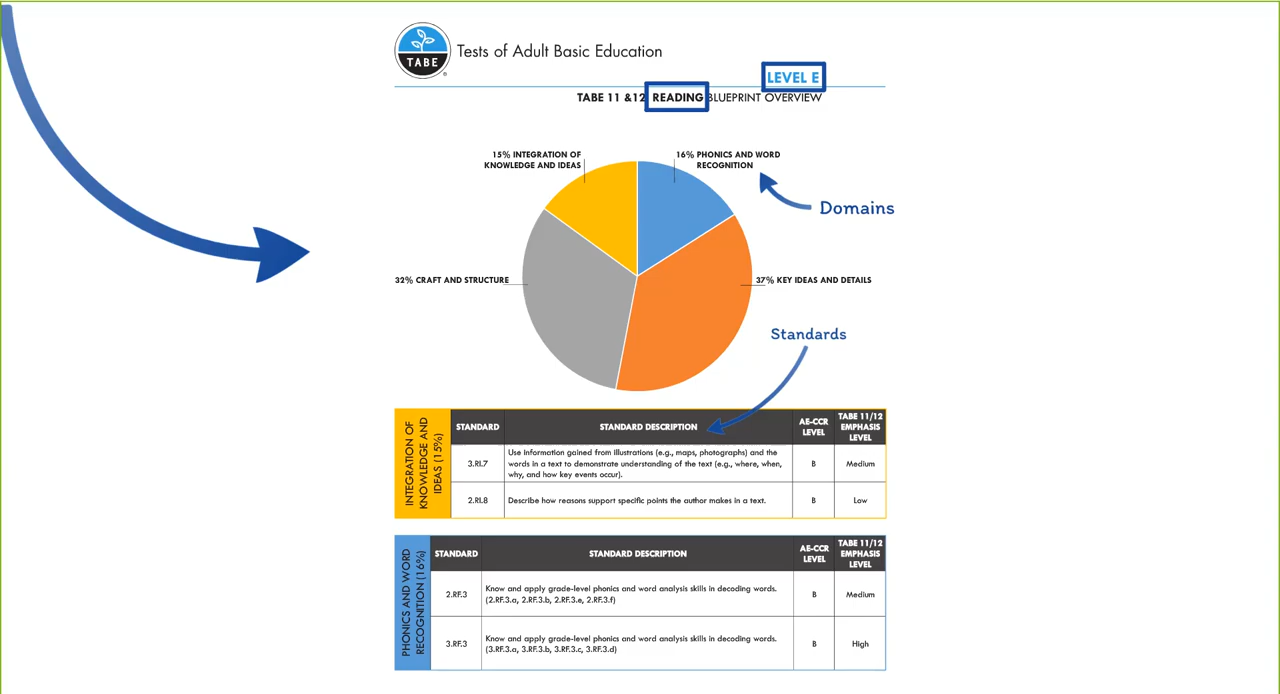 TABE
®
Tests of Adult Basic Education
LEVEL E
TABE 11 &12 READING BLUEPRINT OVERVIEW
15% INTEGRATION OF
KNOWLEDGE AND IDEAS
16% PHONICS AND WORD
RECOGNITION
Domains
32% CRAFT AND STRUCTURE
37% KEY IDEAS AND DETAILS
Standards
INTEGRATION OF
KNOWLEDGE AND
IDEAS (15%)
STANDARD
STANDARD DESCRIPTION
AE-CCR
LEVEL
TABE 11/12
EMPHASIS
LEVEL
3.RI.7
Use information gained from illustrations (e.g., maps, photographs) and the
words in a text to demonstrate understanding of the text (e.g., where, when,
why, and how key events occur).
B
Medium
2.RI.8
Describe how reasons support specific points the author makes in a text.
B
Low
PHONICS AND WORD
RECOGNITION (16%)
STANDARD
STANDARD DESCRIPTION
AE-CCR
LEVEL
TABE 11/12
EMPHASIS
LEVEL
2.RF.3
Know and apply grade-level phonics and word analysis skills in decoding words.
(2.RF.3.a, 2.RF.3.b, 2.RF.3.e, 2.RF.3.f)
B
Medium
3.RF.3
Know and apply grade-level phonics and word analysis skills in decoding words.
(3.RF.3.a, 3.RF.3.b, 3.RF.3.c, 3.RF.3.d)
B
High